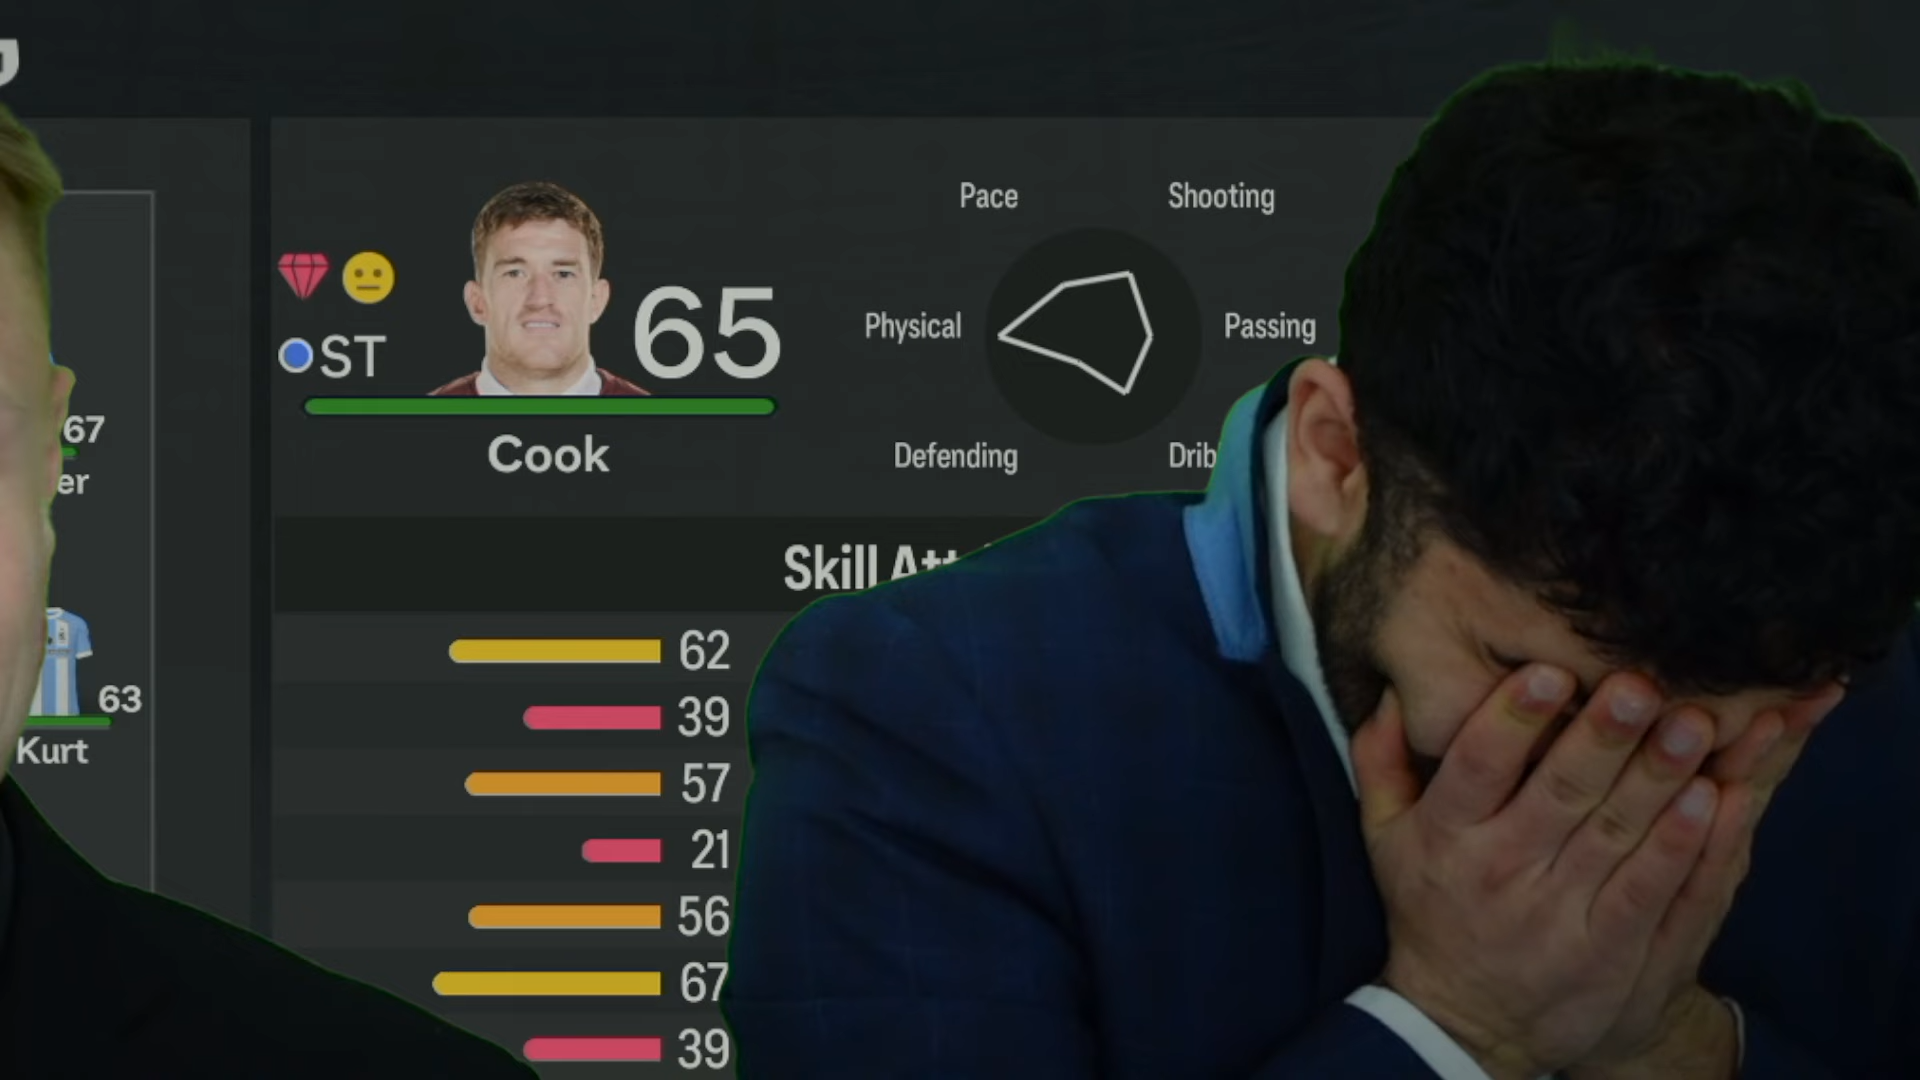 Pace
Shooting
Physical
Passing
ST
65
67
er
Cook
Defending
Drib
Skill
62
39
63
Kurt
57
21
56
67
39